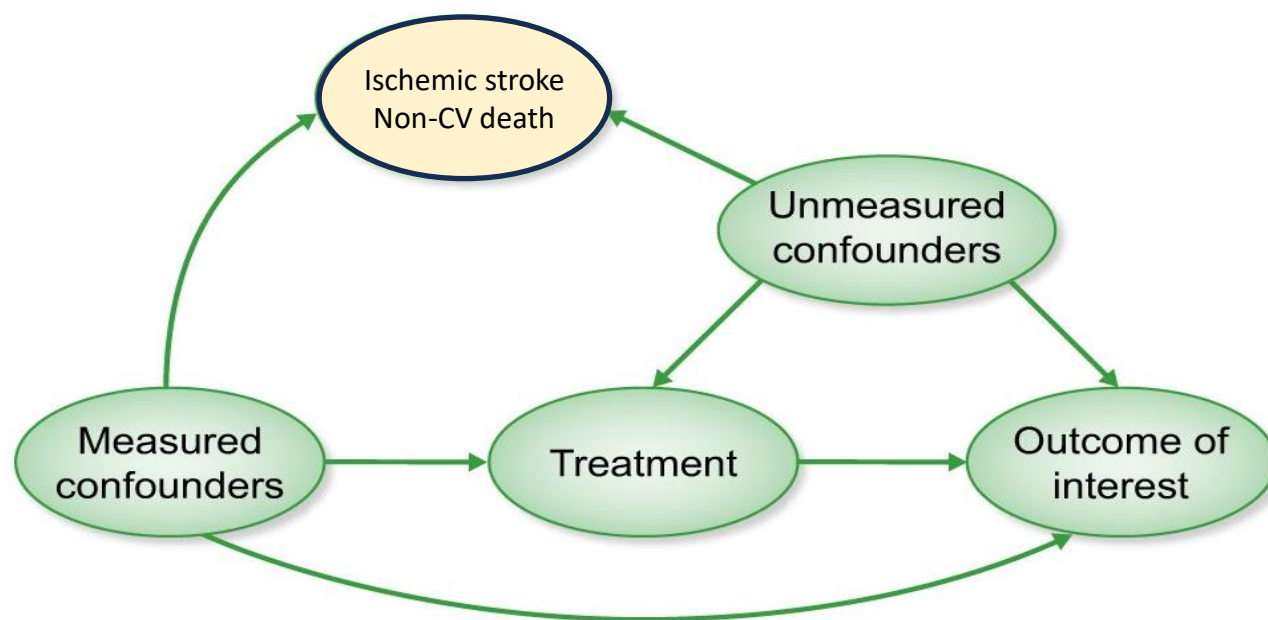 Ischemic stroke
Non-CV death
Unmeasured
confounders
Measured
confounders
Treatment
Outcome of
interest